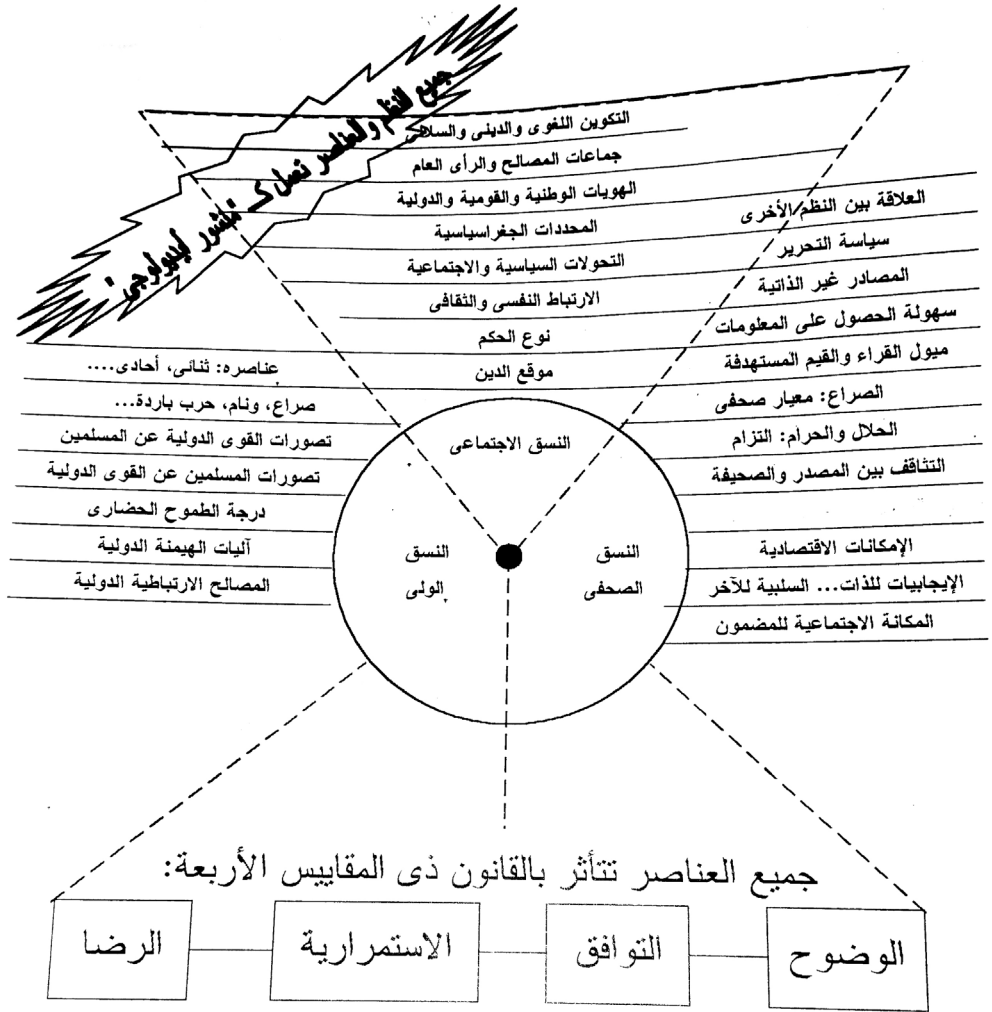 جميع النظم والعناصر تعمل كـ "منشور أيديولوجى"
التكوين اللغوى والدينى والسلالى
جماعات المصالح والرأى العام
الهويات الوطنية والقومية والدولية
المحددات الجغراسياسية
التحولات السياسية والاجتماعية
الارتباط النفسى والثقافى
نوع الحكم
موقع الدين
العلاقة بين النظم الأخرى
سياسة التحرير
المصادر غير الذاتية
سهولة الحصول على المعلومات
ميول القراء والقيم المستهدفة
الصراع: معيار صحفى
الحلال والحرام: التزام
التثاقف بين المصدر والصحيفة
الإمكانات الاقتصادية
الإيجابيات للذات... السلبية للآخر
المكانة الاجتماعية للمضمون
عناصره: ثنائى، أحادى....
صراع، ونام، حرب باردة...
تصورات القوى الدولية عن المسلمين
تصورات المسلمين عن القوى الدولية
درجة الطموح الحضارى
آليات الهيمنة الدولية
المصالح الارتباطية الدولية
النسق الاجتماعى
النسق
الصحفى
النسق
الولى
جميع العناصر تتأثر بالقانون ذى المقاييس الأربعة:
الوضوح
التوافق
الاستمرارية
الرضا